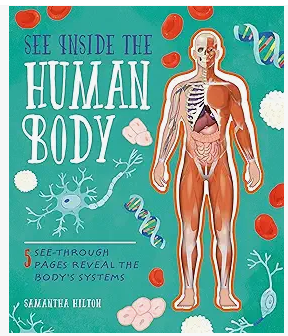 SEE INSIDE THE
HUMAN
BODY
5 SEE-THROUGH
PAGES REVEAL THE
BODY'S SYSTEMS
SAMANTHA HILTON